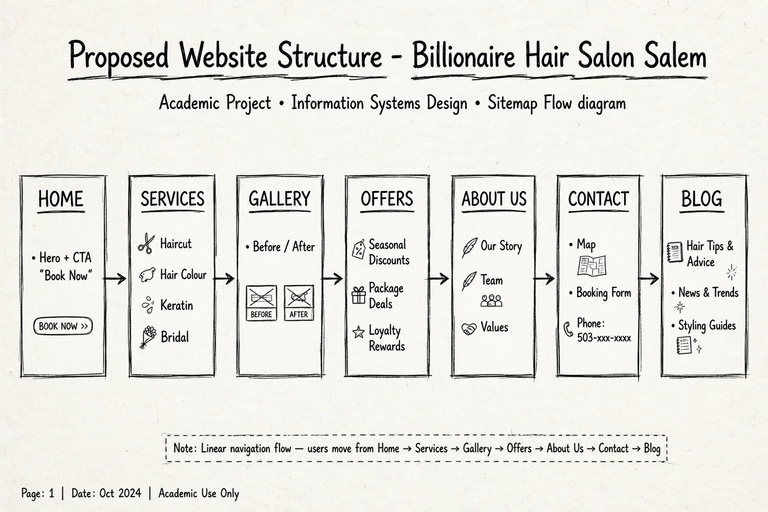 Proposed Website Structure - Billionaire Hair Salon Salem
Academic Project • Information Systems Design • Sitemap Flow diagram
HOME
• Hero + CTA
"Book Now"
BOOK NOW >>
SERVICES
Haircut
Hair Colour
Keratin
Bridal
GALLERY
• Before / After
BEFORE
AFTER
OFFERS
Seasonal
Discounts
Package
Deals
Loyalty
Rewards
ABOUT US
Our Story
Team
Values
CONTACT
• Map
• Booking Form
Phone:
503-xxx-xxxx
BLOG
Hair Tips &
Advice
• News & Trends
• Styling Guides
Note: Linear navigation flow — users move from Home → Services → Gallery → Offers → About Us → Contact → Blog
Page: 1 | Date: Oct 2024 | Academic Use Only